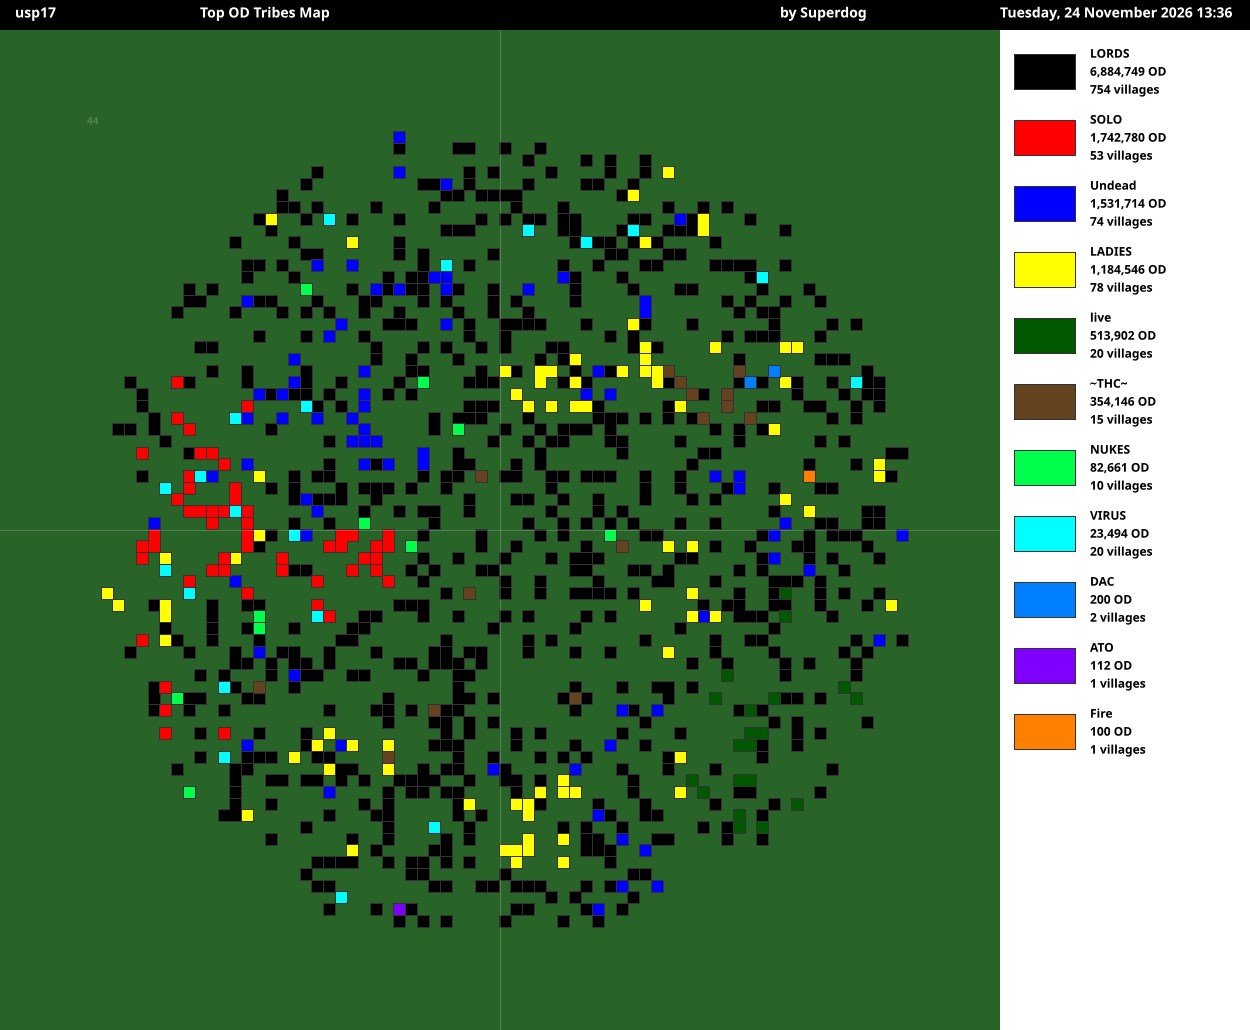 usp17 Top OD Tribes Map by Superdog Tuesday, 24 November 2026 13:36
44
LORDS
6,884,749 OD
754 villages
SOLO
1,742,780 OD
53 villages
Undead
1,531,714 OD
74 villages
LADIES
1,184,546 OD
78 villages
live
513,902 OD
20 villages
~THC~
354,146 OD
15 villages
NUKES
82,661 OD
10 villages
VIRUS
23,494 OD
20 villages
DAC
200 OD
2 villages
ATO
112 OD
1 villages
Fire
100 OD
1 villages